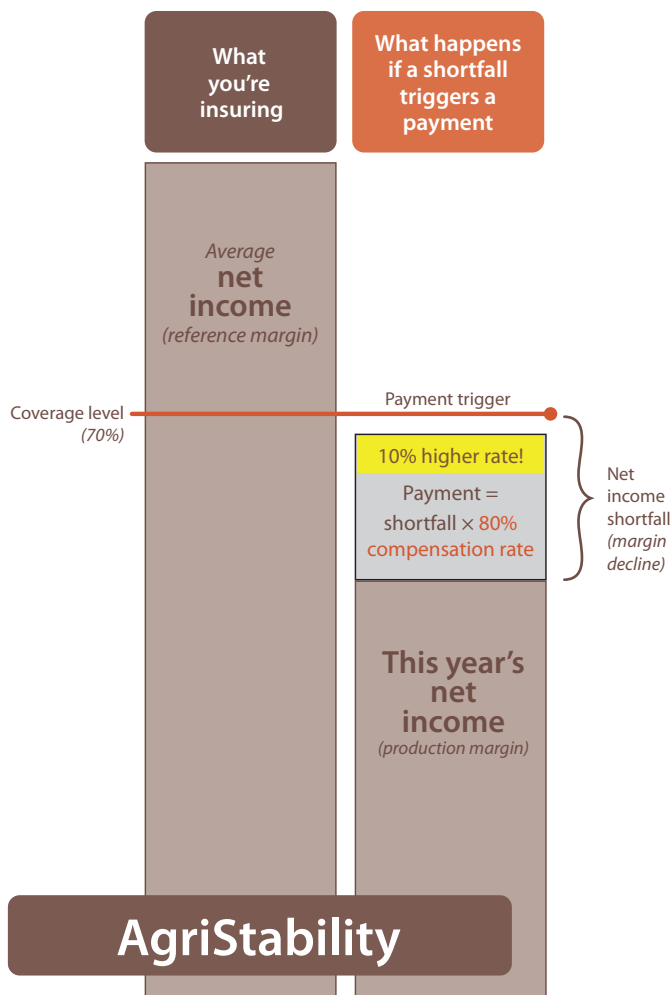 What
you're
insuring
What happens
if a shortfall
triggers a
payment
Average
net
income
(reference margin)
Coverage level
(70%)
Payment trigger
10% higher rate!
Payment =
shortfall × 80%
compensation rate
Net
income
shortfall
(margin
decline)
This year's
net
income
(production margin)
AgriStability